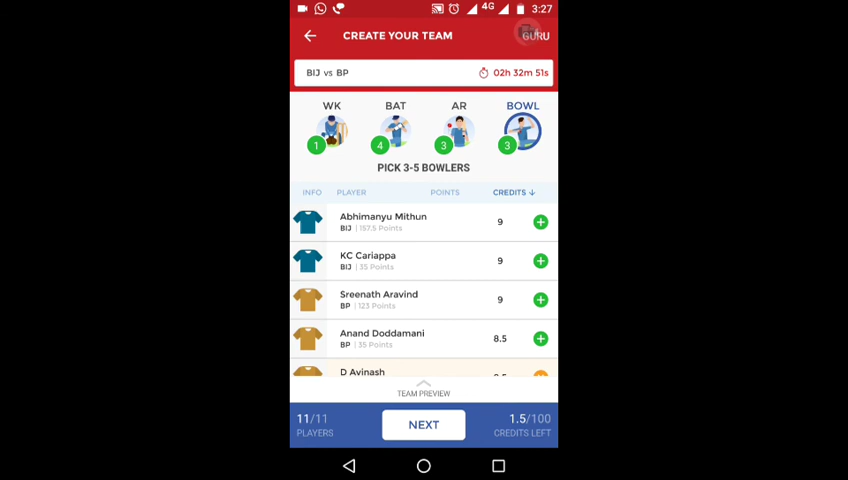 4G 3:27
CREATE YOUR TEAM GURU
BIJ vs BP 02h 32m 51s
WK BAT AR BOWL
1 4 3 3
PICK 3-5 BOWLERS
INFO PLAYER POINTS CREDITS ↓
Abhimanyu Mithun
BIJ | 157.5 Points 9
KC Cariappa
BIJ | 35 Points 9
Sreenath Aravind
BP | 123 Points 9
Anand Doddamani
BP | 35 Points 8.5
D Avinash
TEAM PREVIEW
11/11 NEXT 1.5/100
PLAYERS CREDITS LEFT